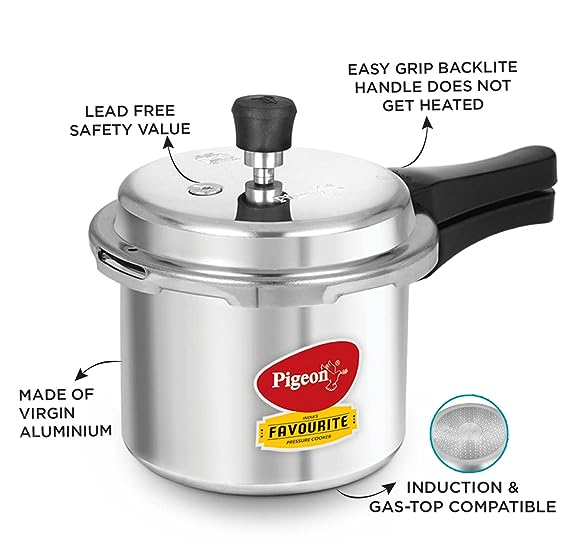 EASY GRIP BACKLITE
HANDLE DOES NOT
GET HEATED
LEAD FREE
SAFETY VALUE
Pigeon
INDIA'S
FAVOURITE
PRESSURE COOKER
MADE OF
VIRGIN
ALUMINIUM
INDUCTION &
GAS-TOP COMPATIBLE